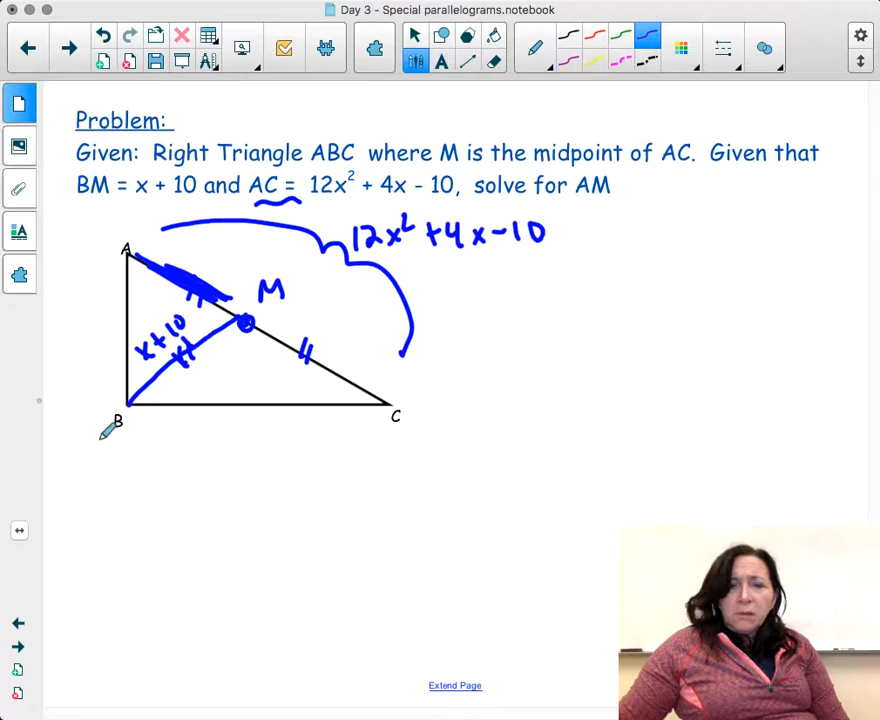 Day 3 - Special parallelograms.notebook
Problem:
Given: Right Triangle ABC where M is the midpoint of AC. Given that
BM = x + 10 and AC = 12x² + 4x - 10, solve for AM
12x² + 4x - 10
A
M
x + 10
B
C
Extend Page